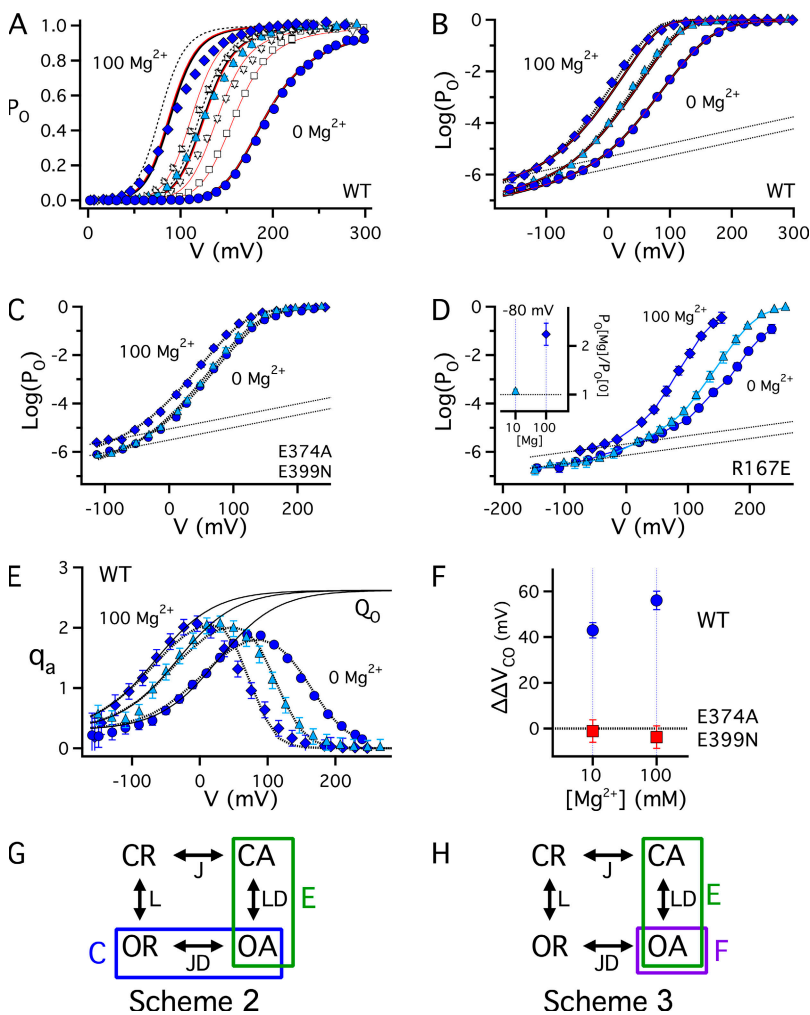 A
100 Mg²⁺
0 Mg²⁺
WT
1.0
0.8
0.6
0.4
0.2
0.0
0
100
200
300
V (mV)
B
Log(P_O)
0
-2
-4
-6
100 Mg²⁺
0 Mg²⁺
WT
-100
0
100
200
300
V (mV)
C
Log(P_O)
0
-2
-4
-6
100 Mg²⁺
0 Mg²⁺
E374A
E399N
-100
0
100
200
V (mV)
D
Log(P_O)
0
-2
-4
-6
-80 mV
P_O[Mg]/P_O[0]
2
1
10
100
[Mg]
100 Mg²⁺
0 Mg²⁺
R167E
-200
-100
0
100
200
V (mV)
E
WT
q_a
3
2
1
0
100 Mg²⁺
Q_O
0 Mg²⁺
-100
0
100
200
V (mV)
F
ΔΔV_CO (mV)
60
40
20
0
WT
E374A
E399N
10
100
[Mg²⁺] (mM)
G
CR
J
CA
L
LD
E
C
OR
JD
OA
Scheme 2
H
CR
J
CA
L
LD
E
OR
JD
OA
F
Scheme 3